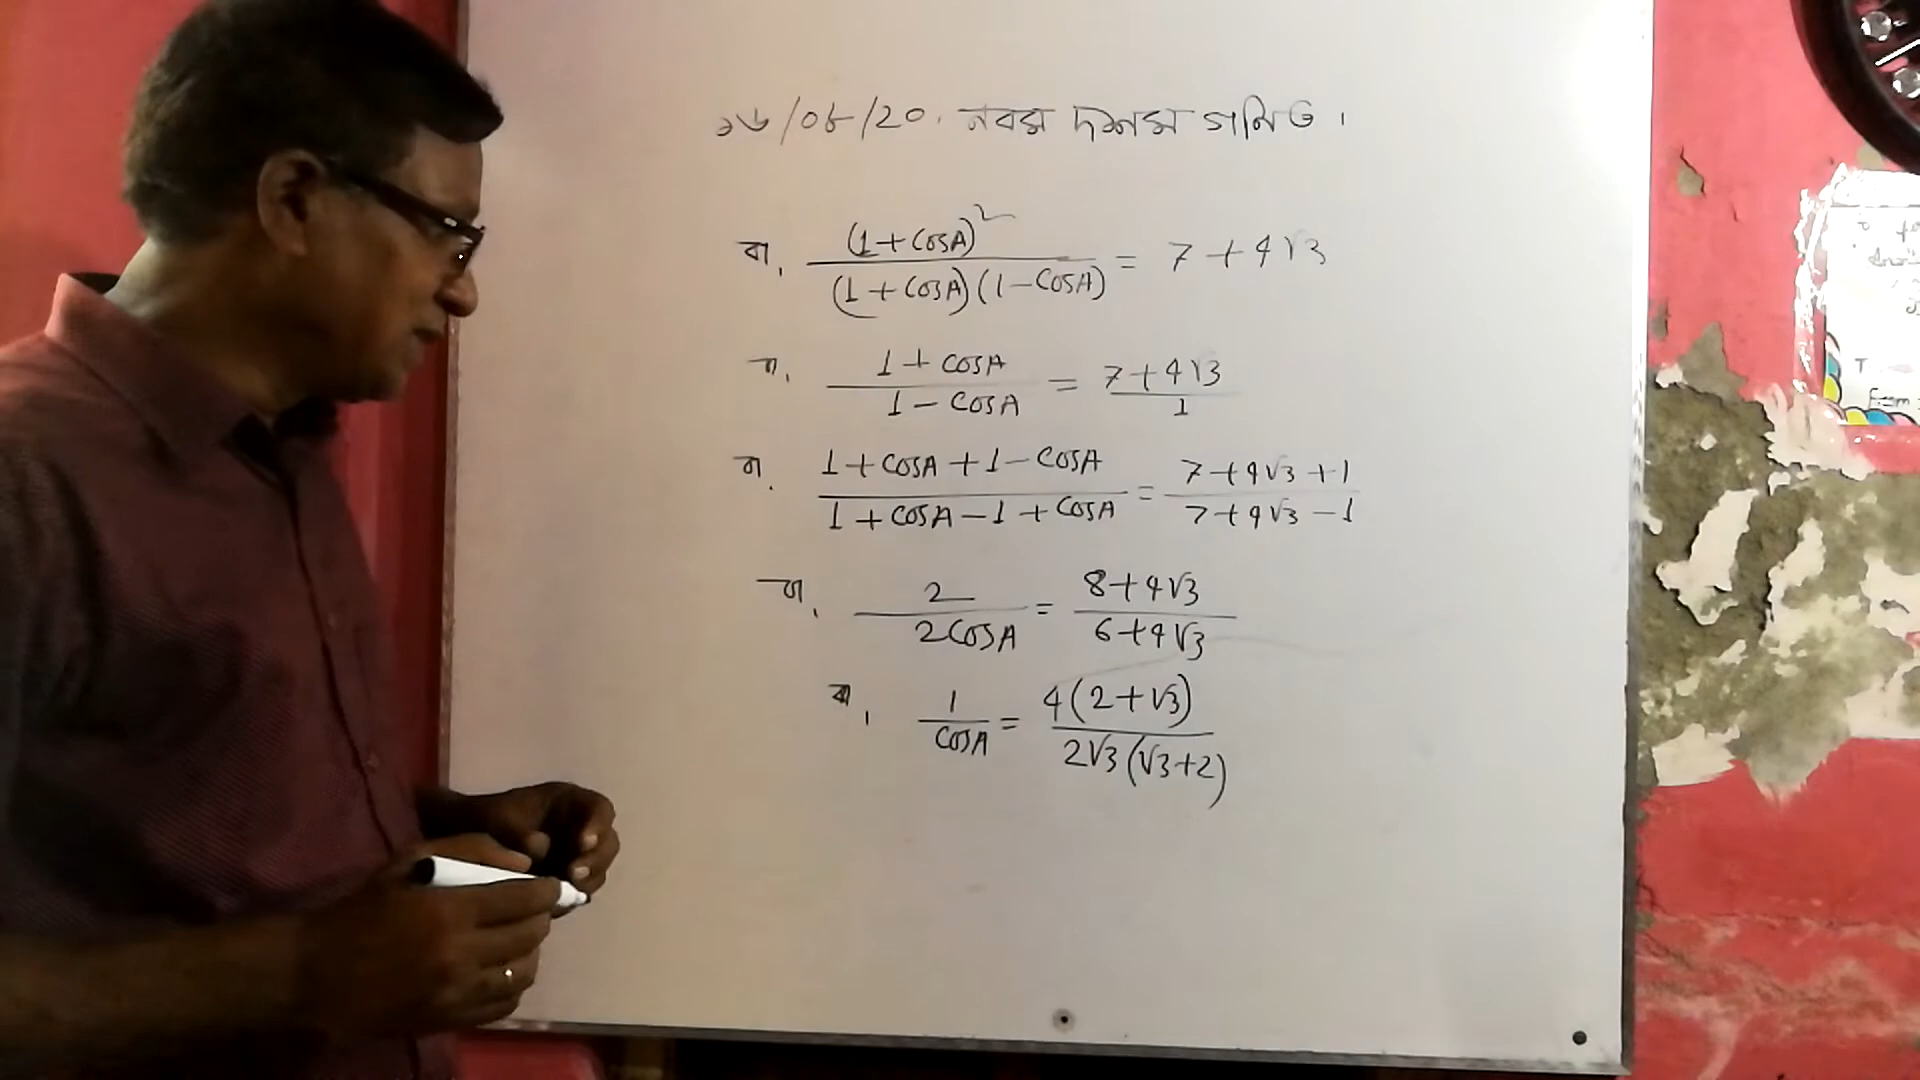 ১৬/০৮/20. নবম দশম গনিত।
বা, (1+cosA)² / (1+cosA)(1-cosA) = 7+4√3
বা, 1+cosA / 1-cosA = 7+4√3 / 1
বা, 1+cosA+1-cosA / 1+cosA-1+cosA = 7+4√3+1 / 7+4√3-1
বা, 2 / 2cosA = 8+4√3 / 6+4√3
বা, 1 / cosA = 4(2+√3) / 2√3(√3+2)
from